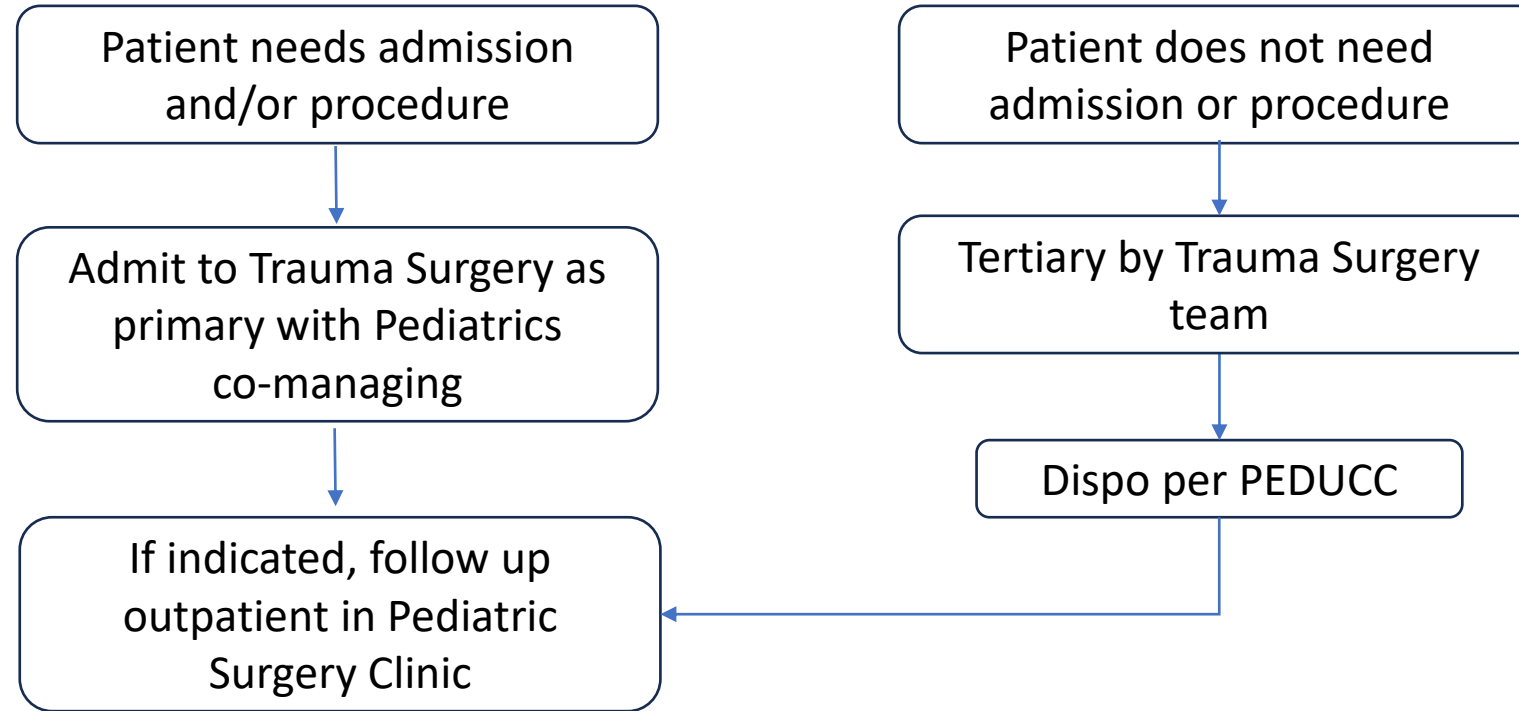 Patient needs admission
and/or procedure
Admit to Trauma Surgery as
primary with Pediatrics
co-managing
If indicated, follow up
outpatient in Pediatric
Surgery Clinic
Patient does not need
admission or procedure
Tertiary by Trauma Surgery
team
Dispo per PEDUCC